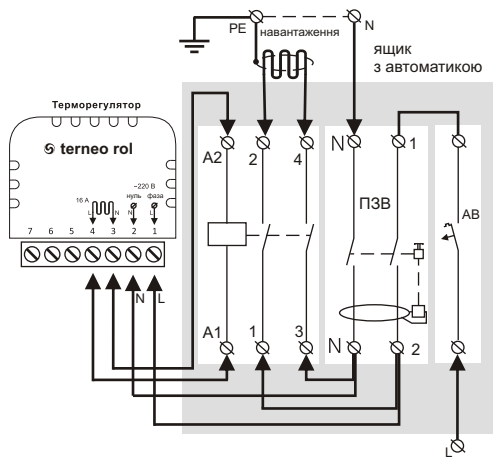 PE
навантаження
N
ящик
з автоматикою
Терморегулятор
terneo rol
16 A
L
N
~220 В
нуль
фаза
N
L
7 6 5 4 3 2 1
N L
A2 2 4 N 1
ПЗВ
АВ
A1 1 3 N 2
L